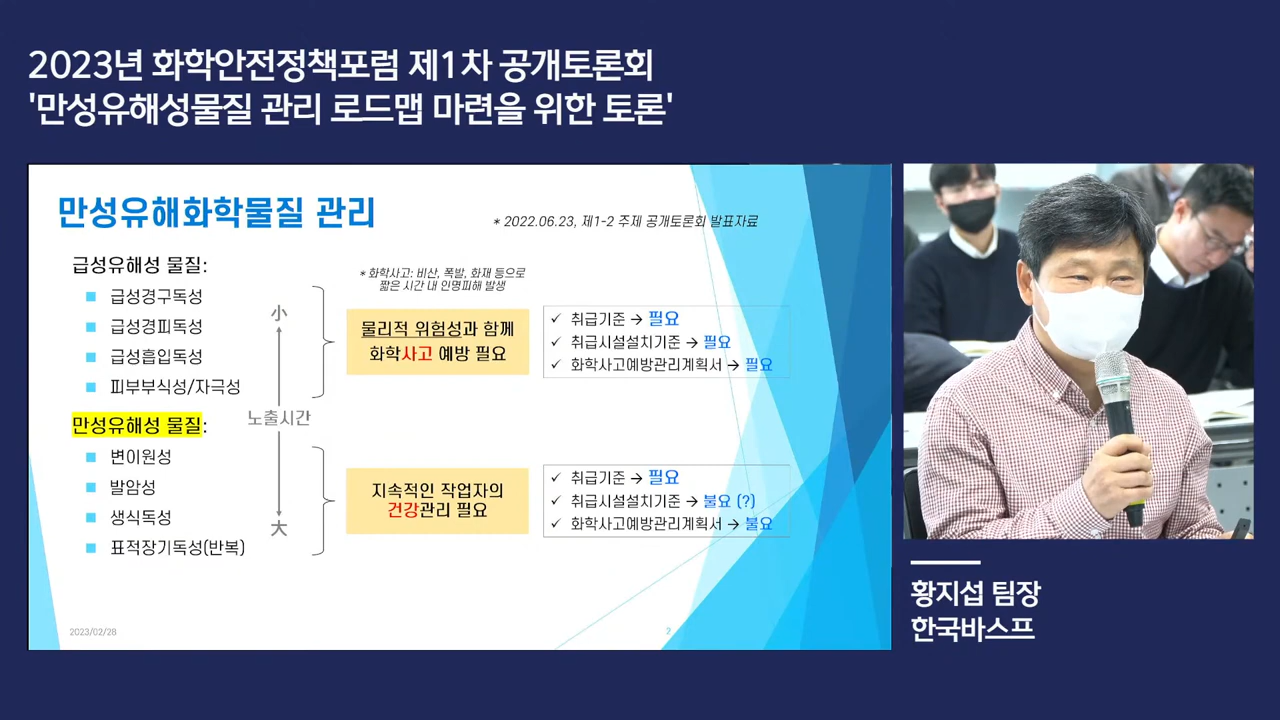 2023년 화학안전정책포럼 제1차 공개토론회
'만성유해성물질 관리 로드맵 마련을 위한 토론'
만성유해화학물질 관리
* 2022.06.23, 제1-2 주제 공개토론회 발표자료
급성유해성 물질:
급성경구독성
급성경피독성
급성흡입독성
피부부식성/자극성
小
노출시간
大
* 화학사고: 비산, 폭발, 화재 등으로
짧은 시간 내 인명피해 발생
물리적 위험성과 함께
화학사고 예방 필요
✓ 취급기준 → 필요
✓ 취급시설설치기준 → 필요
✓ 화학사고예방관리계획서 → 필요
만성유해성 물질:
변이원성
발암성
생식독성
표적장기독성(반복)
지속적인 작업자의
건강관리 필요
✓ 취급기준 → 필요
✓ 취급시설설치기준 → 불요 (?)
✓ 화학사고예방관리계획서 → 불요
2023/02/28
2
황지섭 팀장
한국바스프